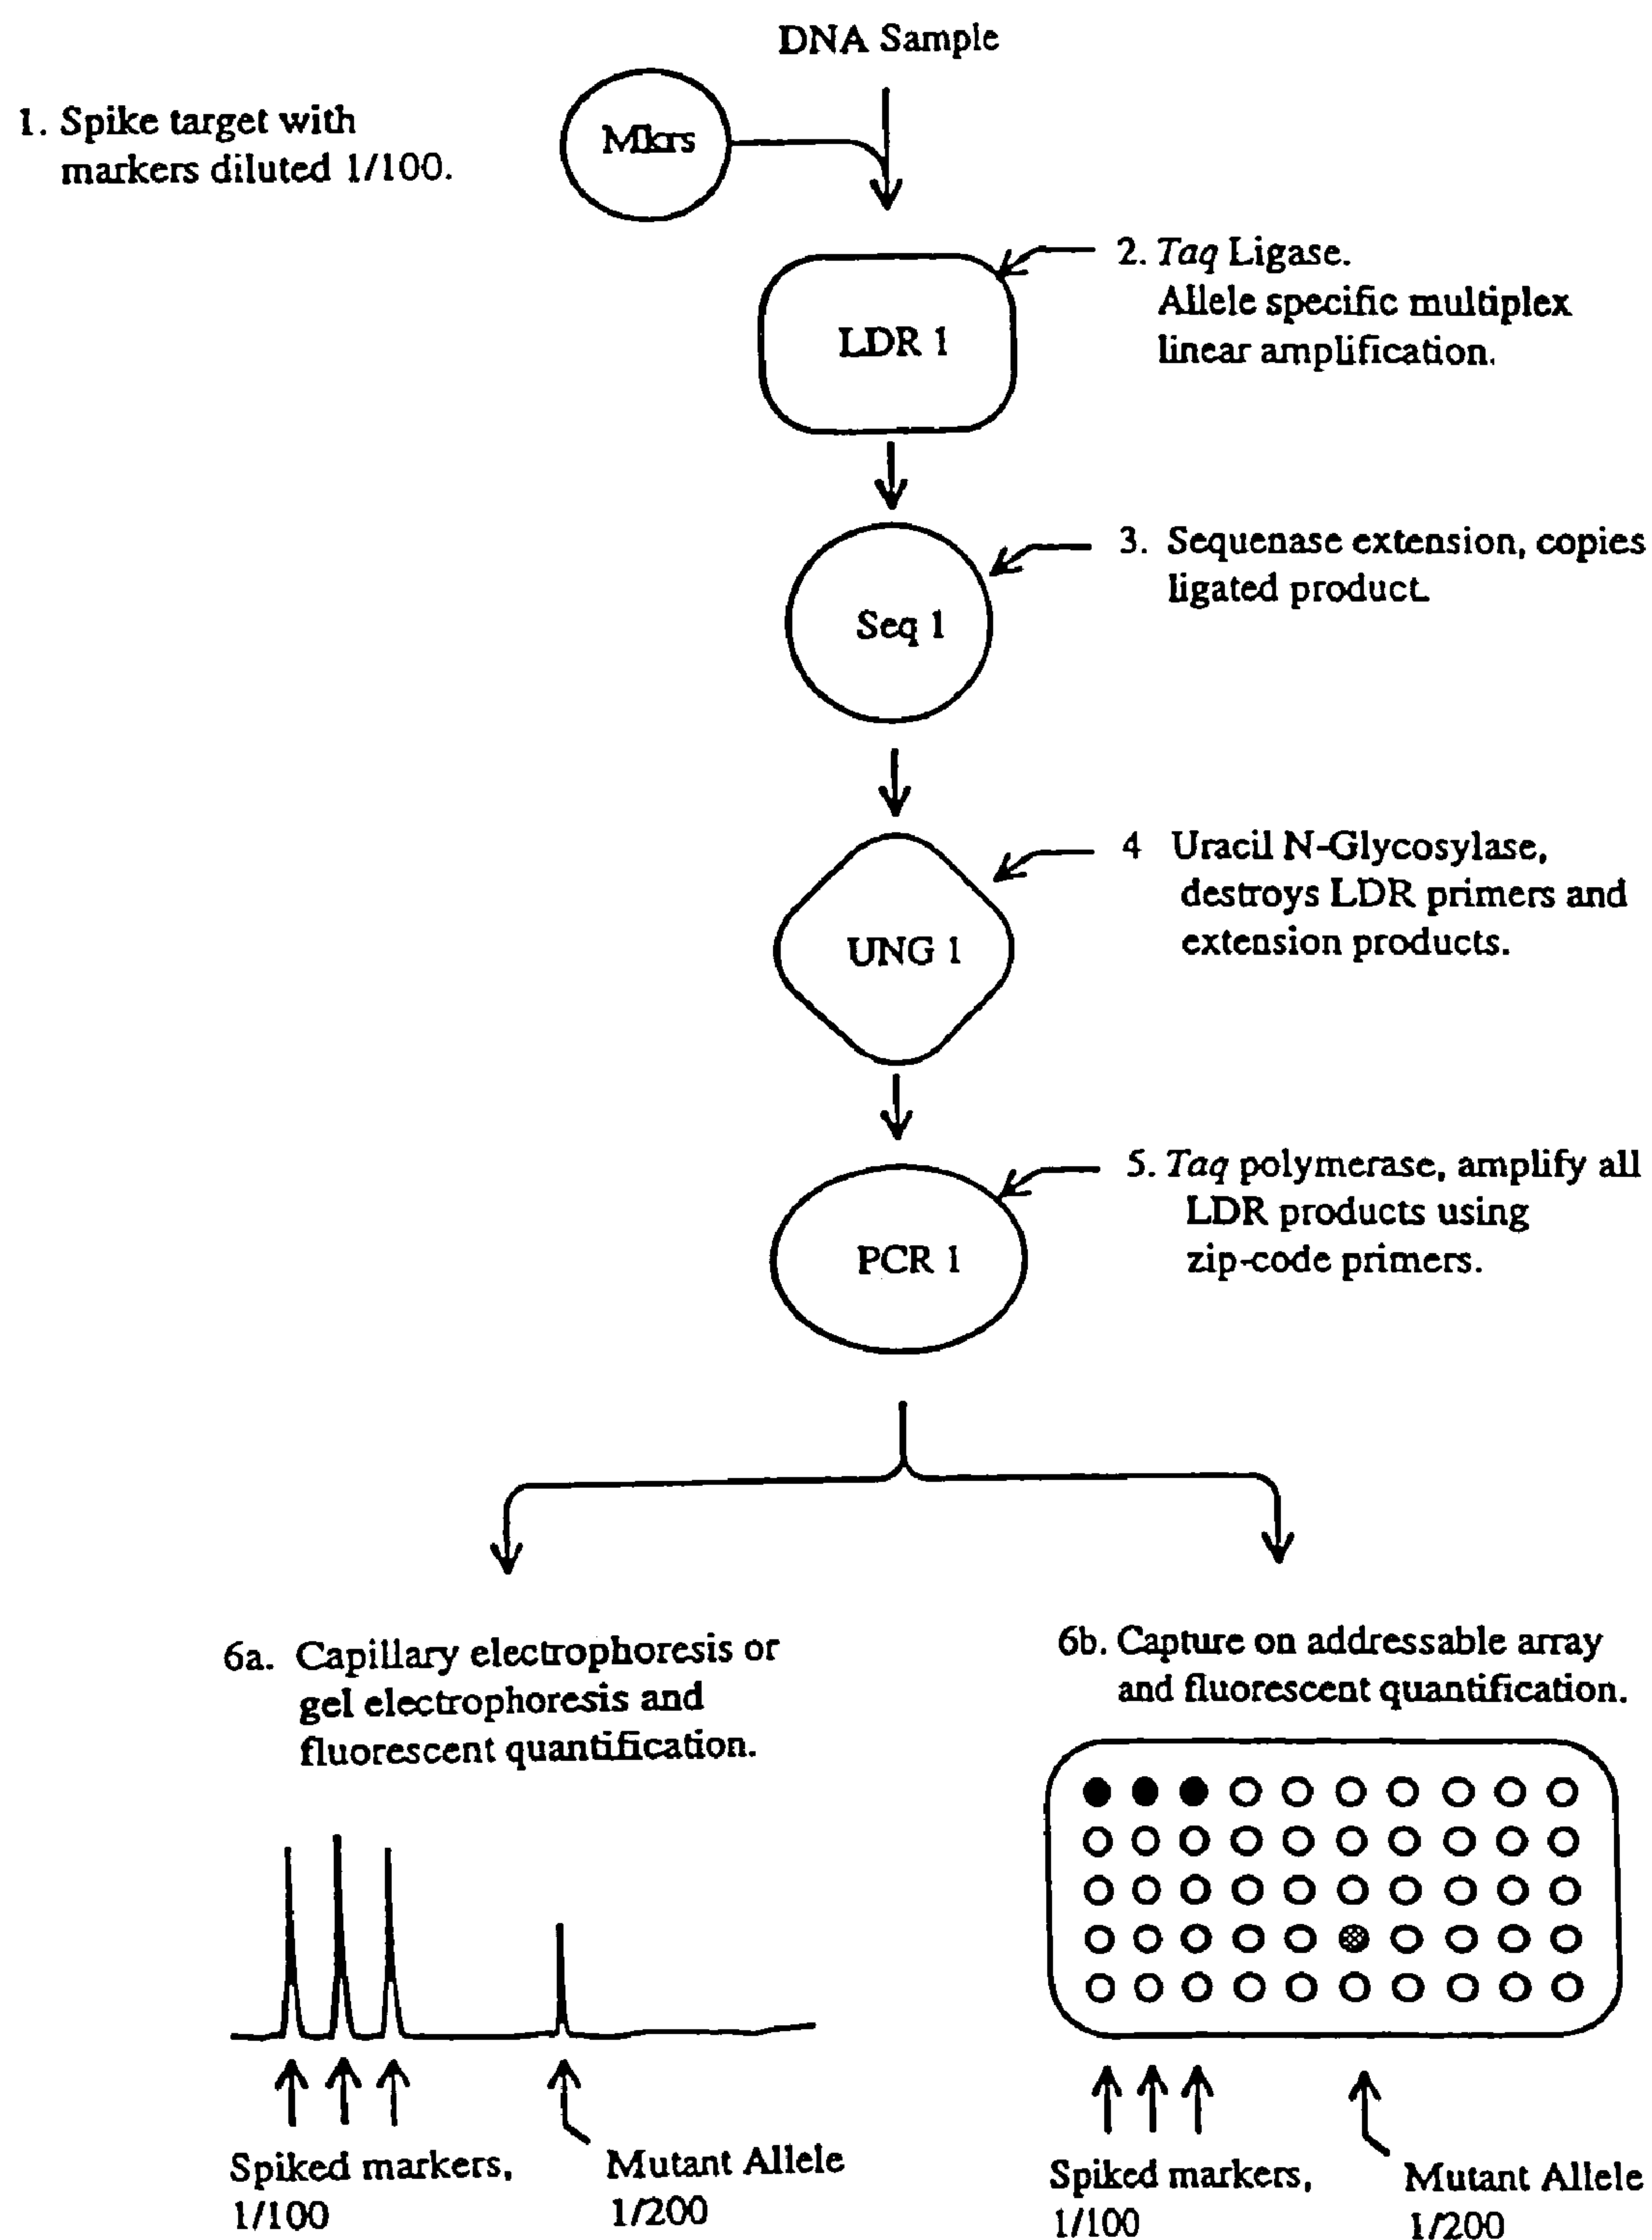 DNA Sample
Mkrs
1. Spike target with
markers diluted 1/100.
2. Taq Ligase.
Allele specific multiplex
linear amplification.
LDR 1
3. Sequenase extension, copies
ligated product.
Seq 1
4 Uracil N-Glycosylase,
destroys LDR primers and
extension products.
UNG 1
5. Taq polymerase, amplify all
LDR products using
zip-code primers.
PCR 1
6a. Capillary electrophoresis or
gel electrophoresis and
fluorescent quantification.
6b. Capture on addressable array
and fluorescent quantification.
Spiked markers,
1/100
Mutant Allele
1/200
Spiked markers,
1/100
Mutant Allele
1/200